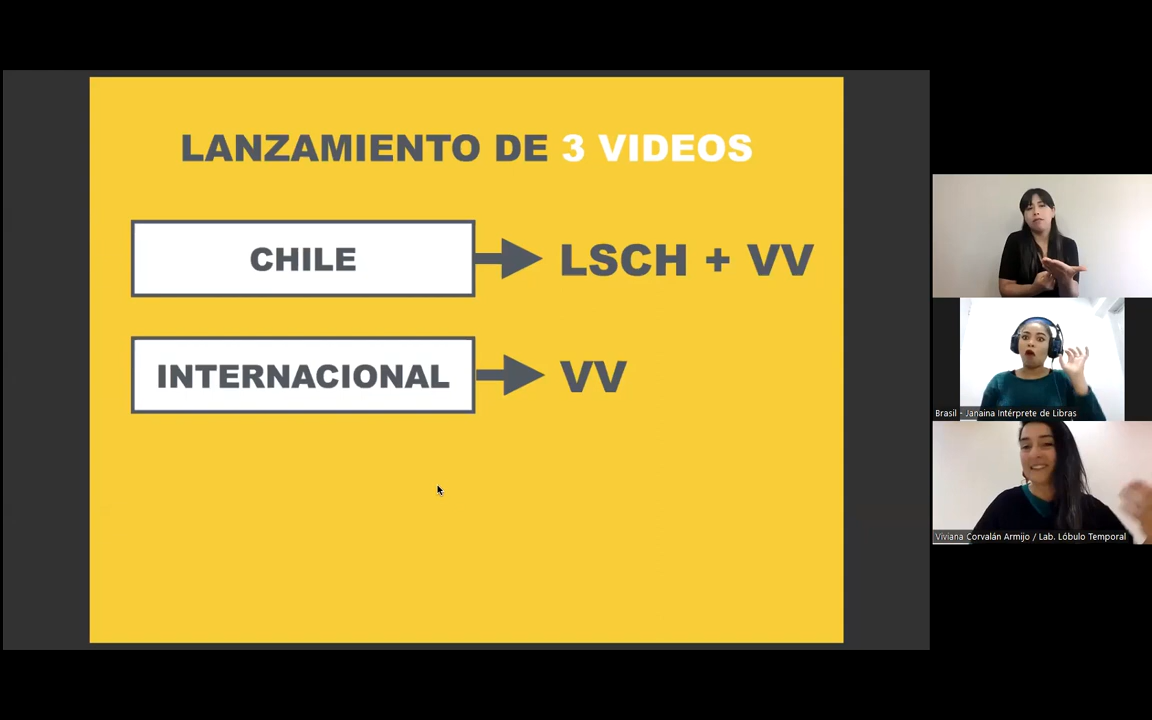 LANZAMIENTO DE 3 VIDEOS
CHILE
LSCH + VV
INTERNACIONAL
VV
Brasil - Janaina Intérprete de Libras
Viviana Corvalán Armijo / Lab. Lóbulo Temporal